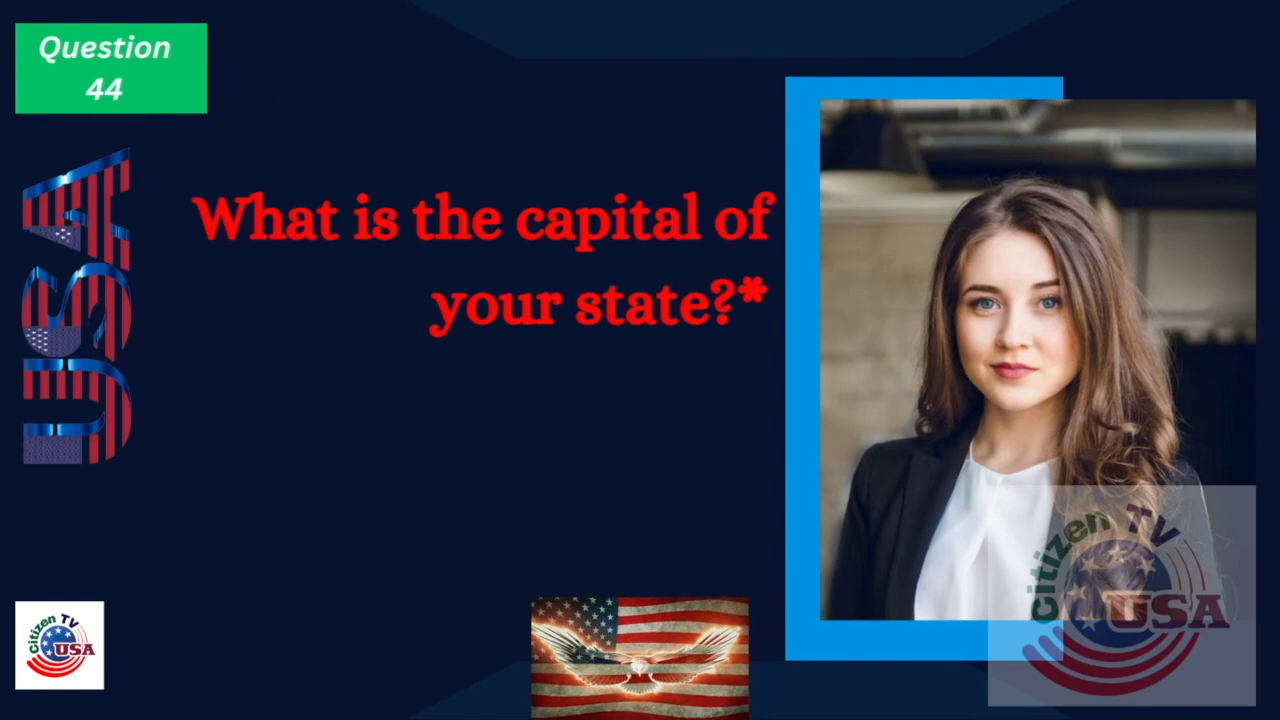 Question
44
USA
What is the capital of
your state?*
Citizen TV
USA
Citizen TV
USA